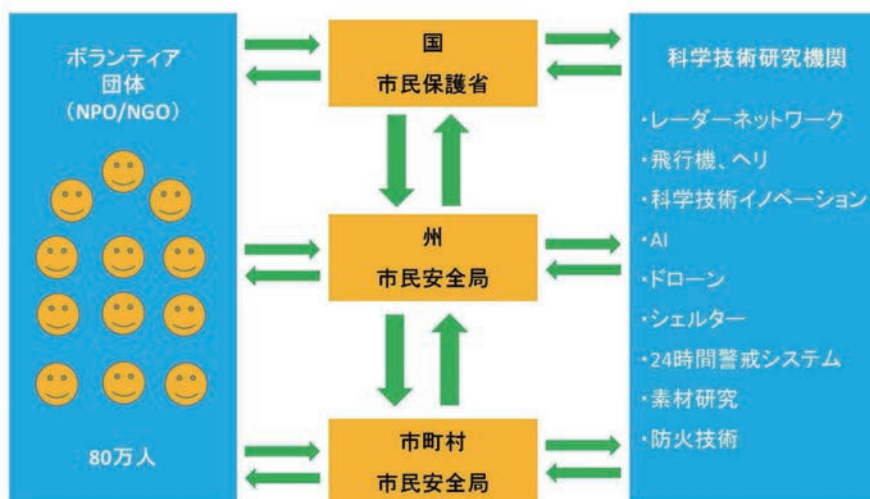 ボランティア
団体
（NPO/NGO）
80万人
国
市民保護省
州
市民安全局
市町村
市民安全局
科学技術研究機関
・レーダーネットワーク
・飛行機、ヘリ
・科学技術イノベーション
・AI
・ドローン
・シェルター
・24時間警戒システム
・素材研究
・防火技術